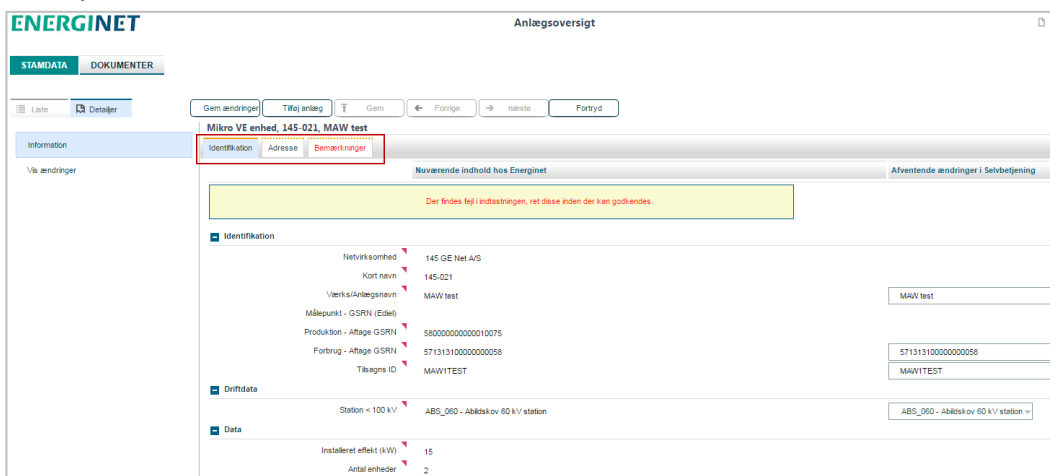 ENERGINET
Anlægsoversigt
STAMDATA DOKUMENTER
Liste Detaljer Gem ændringer Tilføj anlæg Gem Forrige næste Fortryd
Mikro VE enhed, 145-021, MAW test
Information Identifikation Adresse Bemærkninger
Vis ændringer Nuværende indhold hos Energinet Afventende ændringer i Selvbetjening
Der findes fejl i indtastningen, ret disse inden der kan godkendes.
Identifikation
Netvirksomhed 145 GE Net A/S
Kort navn 145-021
Værks/Anlægsnavn MAW test MAW test
Målepunkt - GSRN (Ediel)
Produktion - Aftage GSRN 580000000000010075
Forbrug - Aftage GSRN 571313100000000058 571313100000000058
Tilsagns ID MAW1TEST MAW1TEST
Driftdata
Station < 100 kV ABS_060 - Abildskov 60 kV station ABS_060 - Abildskov 60 kV station
Data
Installeret effekt (kW) 15
Antal enheder 2